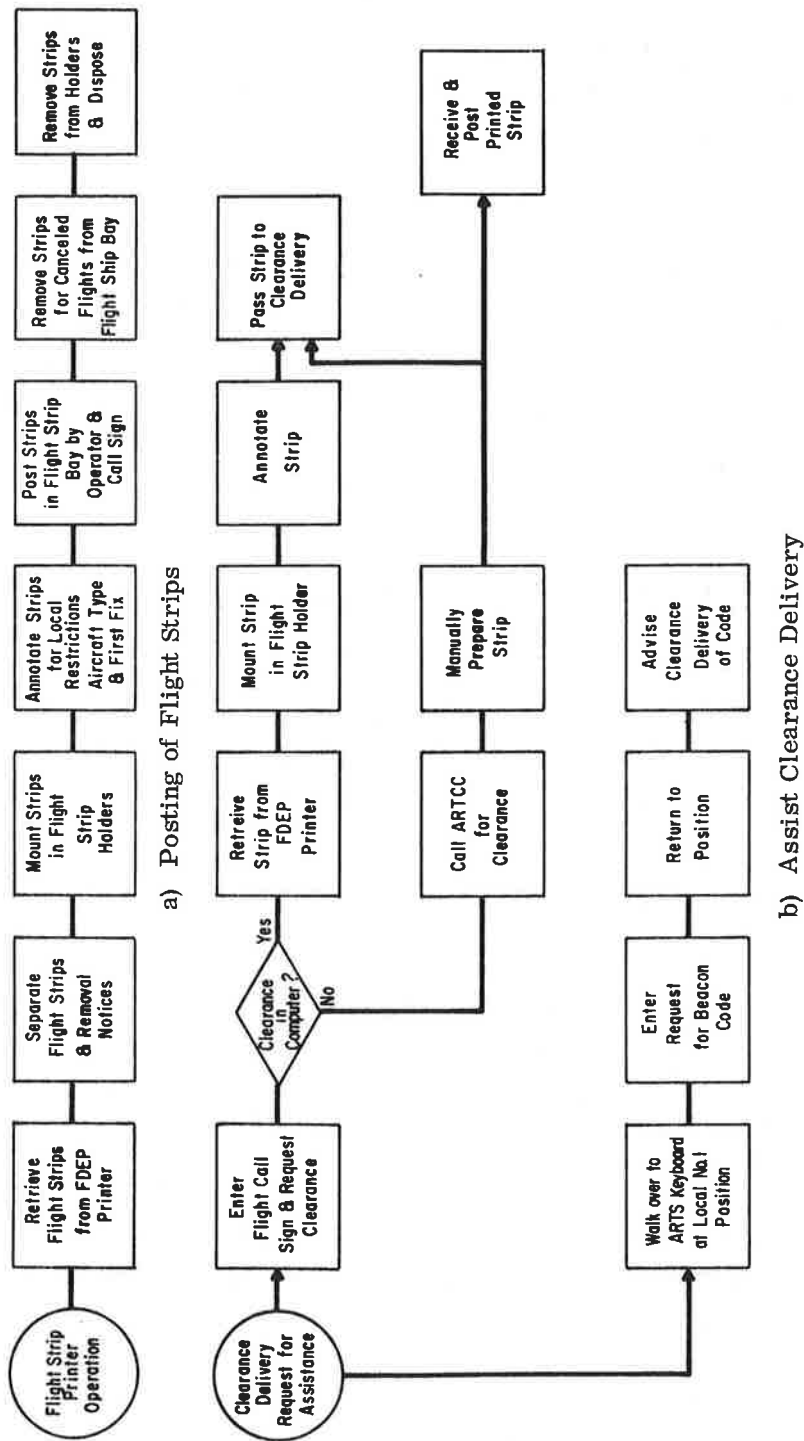 Flight Strip
Printer
Operation
Retrieve
Flight Strips
from FDEP
Printer
Separate
Flight Strips
& Removal
Notices
Mount Strips
in Flight
Strip
Holders
Annotate Strips
for Local
Restrictions
Aircraft Type
& First Fix
Post Strips
in Flight Strip
Bay by
Operator &
Call Sign
Remove Strips
for Canceled
Flights from
Flight Ship Bay
Remove Strips
from Holders
& Dispose
a) Posting of Flight Strips
Clearance
Delivery
Request for
Assistance
Enter
Flight Call
Sign & Request
Clearance
Clearance
in
Computer?
Yes
No
Retreive
Strip from
FDEP
Printer
Mount Strip
in Flight
Strip Holder
Annotate
Strip
Pass Strip to
Clearance
Delivery
Call ARTCC
for
Clearance
Manually
Prepare
Strip
Receive &
Post
Printed
Strip
Walk over to
ARTS Keyboard
at Local No.1
Position
Enter
Request
for Beacon
Code
Return to
Position
Advise
Clearance
Delivery
of Code
b) Assist Clearance Delivery